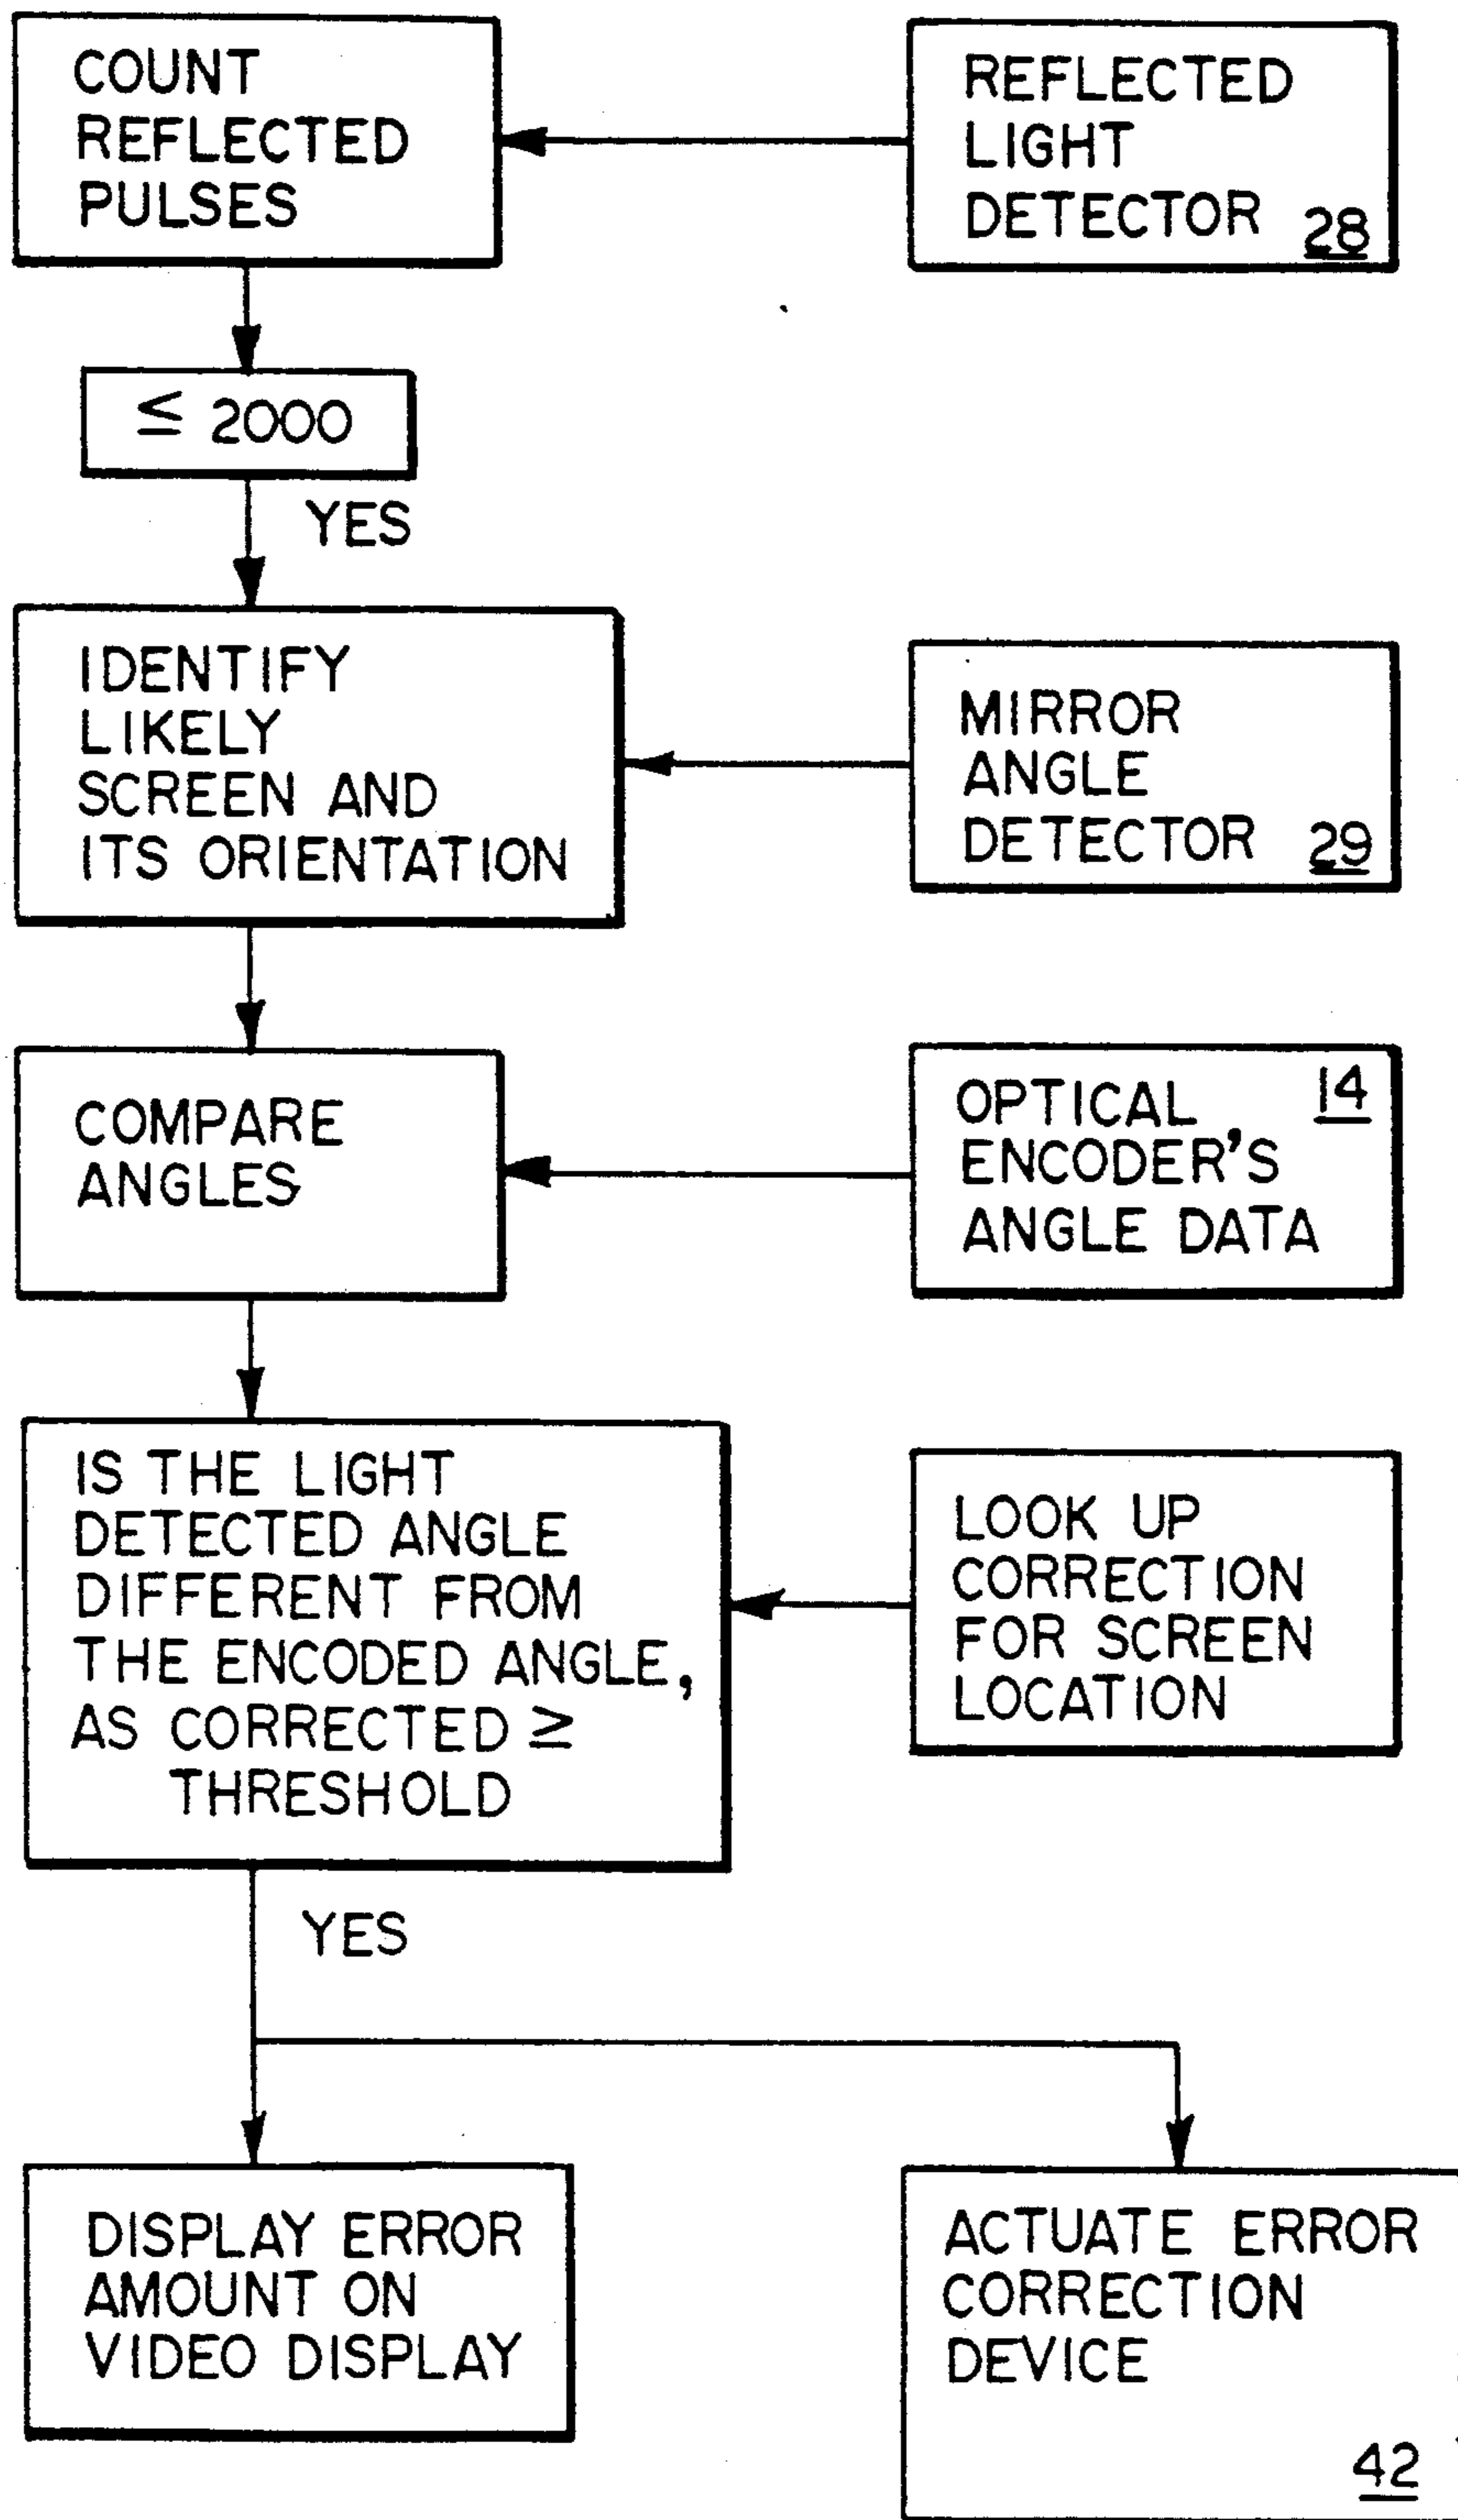 COUNT
REFLECTED
PULSES
REFLECTED
LIGHT
DETECTOR 28
≤ 2000
YES
IDENTIFY
LIKELY
SCREEN AND
ITS ORIENTATION
MIRROR
ANGLE
DETECTOR 29
COMPARE
ANGLES
OPTICAL 14
ENCODER'S
ANGLE DATA
IS THE LIGHT
DETECTED ANGLE
DIFFERENT FROM
THE ENCODED ANGLE,
AS CORRECTED ≥
THRESHOLD
LOOK UP
CORRECTION
FOR SCREEN
LOCATION
YES
DISPLAY ERROR
AMOUNT ON
VIDEO DISPLAY
ACTUATE ERROR
CORRECTION
DEVICE
42